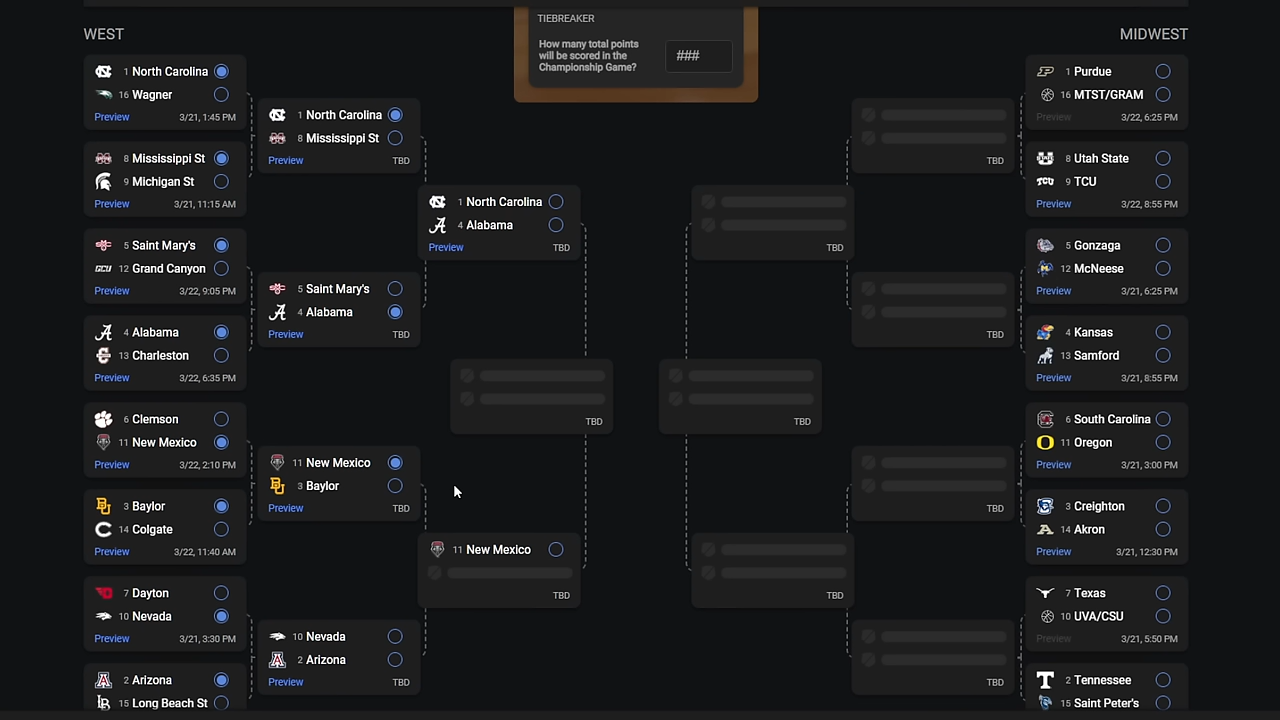 TIEBREAKER
How many total points
will be scored in the
Championship Game?
###
WEST
1 North Carolina
16 Wagner
Preview 3/21, 1:45 PM
8 Mississippi St
9 Michigan St
Preview 3/21, 11:15 AM
5 Saint Mary's
12 Grand Canyon
Preview 3/22, 9:05 PM
4 Alabama
13 Charleston
Preview 3/22, 6:35 PM
6 Clemson
11 New Mexico
Preview 3/22, 2:10 PM
3 Baylor
14 Colgate
Preview 3/22, 11:40 AM
7 Dayton
10 Nevada
Preview 3/21, 3:30 PM
2 Arizona
15 Long Beach St
1 North Carolina
8 Mississippi St
Preview TBD
5 Saint Mary's
4 Alabama
Preview TBD
11 New Mexico
3 Baylor
Preview TBD
10 Nevada
2 Arizona
Preview TBD
1 North Carolina
4 Alabama
Preview TBD
11 New Mexico
TBD
TBD
TBD
TBD
TBD
TBD
TBD
TBD
TBD
MIDWEST
1 Purdue
16 MTST/GRAM
Preview 3/22, 6:25 PM
8 Utah State
9 TCU
Preview 3/22, 8:55 PM
5 Gonzaga
12 McNeese
Preview 3/21, 6:25 PM
4 Kansas
13 Samford
Preview 3/21, 8:55 PM
6 South Carolina
11 Oregon
Preview 3/21, 3:00 PM
3 Creighton
14 Akron
Preview 3/21, 12:30 PM
7 Texas
10 UVA/CSU
Preview 3/21, 5:50 PM
2 Tennessee
15 Saint Peter's